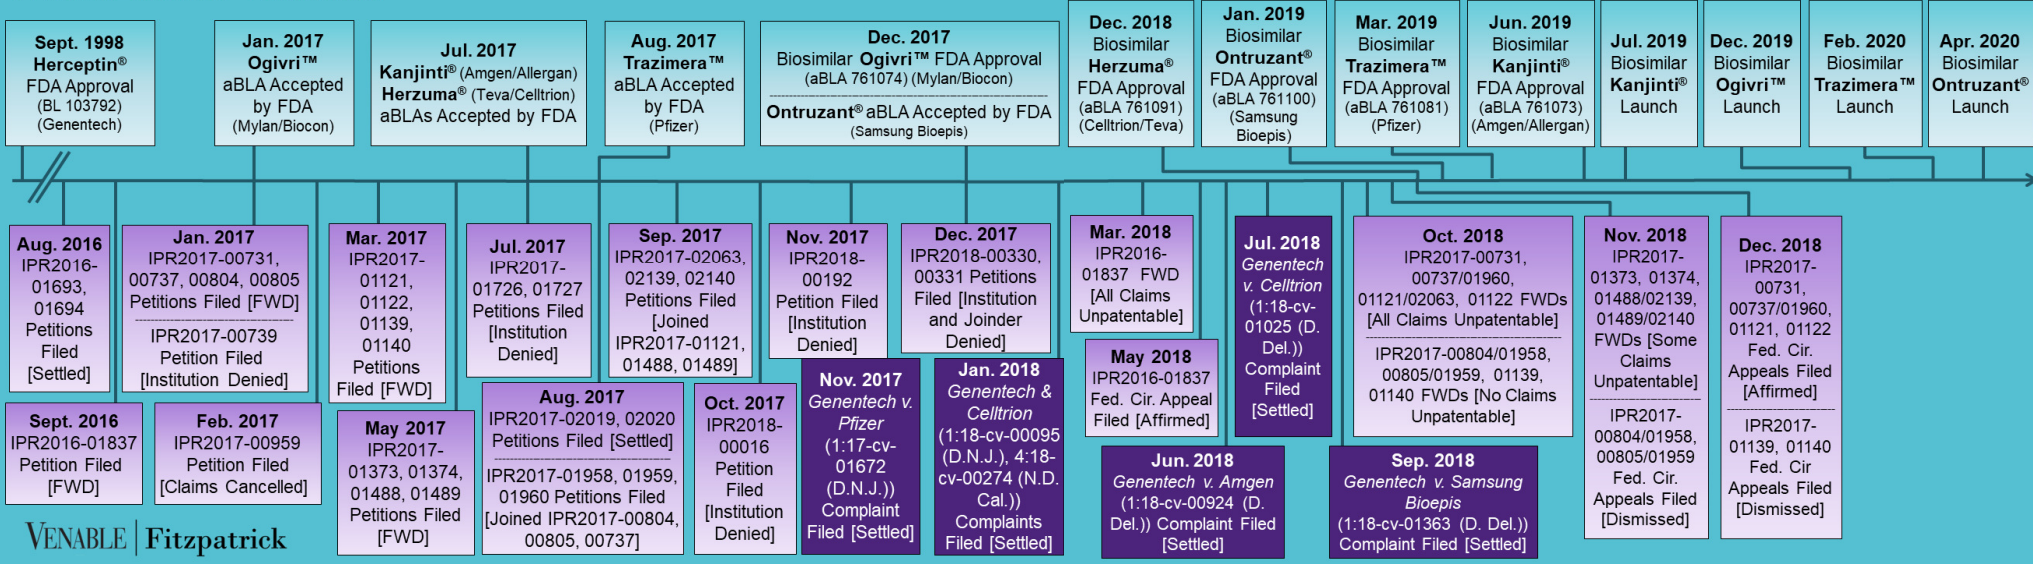 Sept. 1998
Herceptin®
FDA Approval
(BL 103792)
(Genentech)
Jan. 2017
Ogivri™
aBLA Accepted
by FDA
(Mylan/Biocon)
Jul. 2017
Kanjinti® (Amgen/Allergan)
Herzuma® (Teva/Celltrion)
aBLAs Accepted by FDA
Aug. 2017
Trazimera™
aBLA Accepted
by FDA
(Pfizer)
Dec. 2017
Biosimilar Ogivri™ FDA Approval
(aBLA 761074) (Mylan/Biocon)
Ontruzant® aBLA Accepted by FDA
(Samsung Bioepis)
Dec. 2018
Biosimilar
Herzuma®
FDA Approval
(aBLA 761091)
(Celltrion/Teva)
Jan. 2019
Biosimilar
Ontruzant®
FDA Approval
(aBLA 761100)
(Samsung
Bioepis)
Mar. 2019
Biosimilar
Trazimera™
FDA Approval
(aBLA 761081)
(Pfizer)
Jun. 2019
Biosimilar
Kanjinti®
FDA Approval
(aBLA 761073)
(Amgen/Allergan)
Jul. 2019
Biosimilar
Kanjinti®
Launch
Dec. 2019
Biosimilar
Ogivri™
Launch
Feb. 2020
Biosimilar
Trazimera™
Launch
Apr. 2020
Biosimilar
Ontruzant®
Launch
Aug. 2016
IPR2016-
01693,
01694
Petitions
Filed
[Settled]
Sept. 2016
IPR2016-01837
Petition Filed
[FWD]
Jan. 2017
IPR2017-00731,
00737, 00804, 00805
Petitions Filed [FWD]
IPR2017-00739
Petition Filed
[Institution Denied]
Feb. 2017
IPR2017-00959
Petition Filed
[Claims Cancelled]
Mar. 2017
IPR2017-
01121,
01122,
01139,
01140
Petitions
Filed [FWD]
May 2017
IPR2017-
01373, 01374,
01488, 01489
Petitions Filed
[FWD]
Jul. 2017
IPR2017-
01726, 01727
Petitions Filed
[Institution
Denied]
Aug. 2017
IPR2017-02019, 02020
Petitions Filed [Settled]
IPR2017-01958, 01959,
01960 Petitions Filed
[Joined IPR2017-00804,
00805, 00737]
Sep. 2017
IPR2017-02063,
02139, 02140
Petitions Filed
[Joined
IPR2017-01121,
01488, 01489]
Oct. 2017
IPR2018-
00016
Petition
Filed
[Institution
Denied]
Nov. 2017
IPR2018-
00192
Petition Filed
[Institution
Denied]
Nov. 2017
Genentech v.
Pfizer
(1:17-cv-
01672
(D.N.J.))
Complaint
Filed [Settled]
Dec. 2017
IPR2018-00330,
00331 Petitions
Filed [Institution
and Joinder
Denied]
Jan. 2018
Genentech &
Celltrion
(1:18-cv-00095
(D.N.J.), 4:18-
cv-00274 (N.D.
Cal.))
Complaints
Filed [Settled]
Mar. 2018
IPR2016-
01837 FWD
[All Claims
Unpatentable]
May 2018
IPR2016-01837
Fed. Cir. Appeal
Filed [Affirmed]
Jun. 2018
Genentech v. Amgen
(1:18-cv-00924 (D.
Del.)) Complaint Filed
[Settled]
Jul. 2018
Genentech
v. Celltrion
(1:18-cv-
01025 (D.
Del.))
Complaint
Filed
[Settled]
Sep. 2018
Genentech v. Samsung
Bioepis
(1:18-cv-01363 (D. Del.))
Complaint Filed [Settled]
Oct. 2018
IPR2017-00731,
00737/01960,
01121/02063, 01122 FWDs
[All Claims Unpatentable]
IPR2017-00804/01958,
00805/01959, 01139,
01140 FWDs [No Claims
Unpatentable]
Nov. 2018
IPR2017-
01373, 01374,
01488/02139,
01489/02140
FWDs [Some
Claims
Unpatentable]
IPR2017-
00804/01958,
00805/01959
Fed. Cir.
Appeals Filed
[Dismissed]
Dec. 2018
IPR2017-
00731,
00737/01960,
01121, 01122
Fed. Cir.
Appeals Filed
[Affirmed]
IPR2017-
01139, 01140
Fed. Cir
Appeals Filed
[Dismissed]
VENABLE | Fitzpatrick